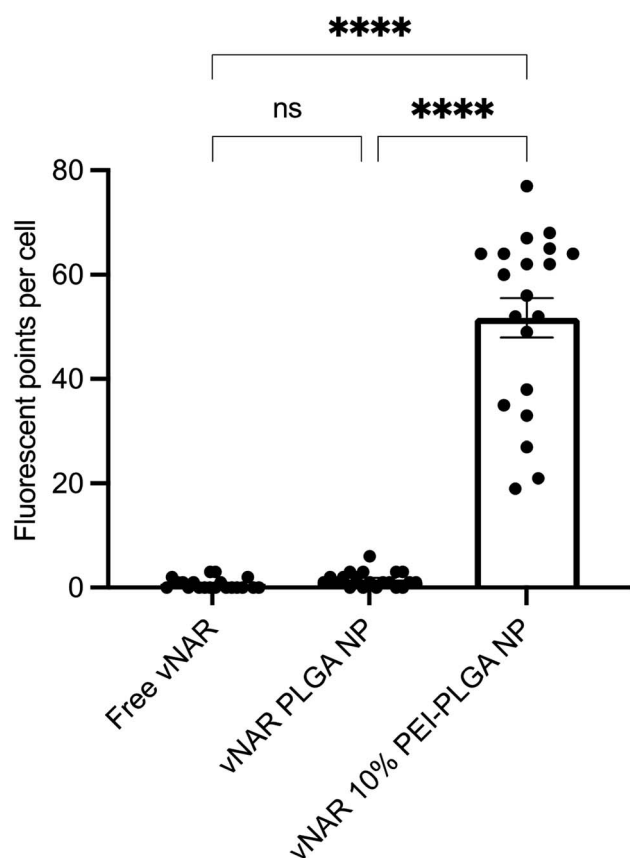 ****
ns
****
80
60
40
20
0
Fluorescent points per cell
Free vNAR
vNAR PLGA NP
vNAR 10% PEI-PLGA NP